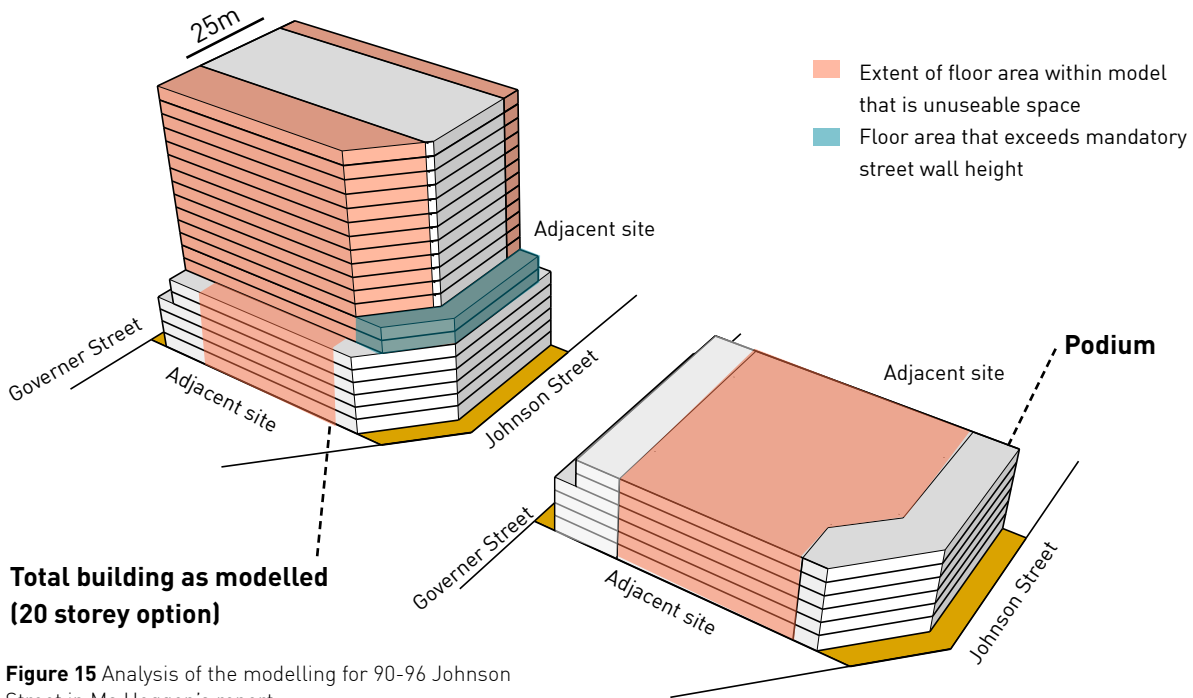 25m
Extent of floor area within model
that is unuseable space
Floor area that exceeds mandatory
street wall height
Adjacent site
Governer Street
Adjacent site
Johnson Street
Podium
Adjacent site
Governer Street
Adjacent site
Johnson Street
Total building as modelled
(20 storey option)
Figure 15 Analysis of the modelling for 90-96 Johnson